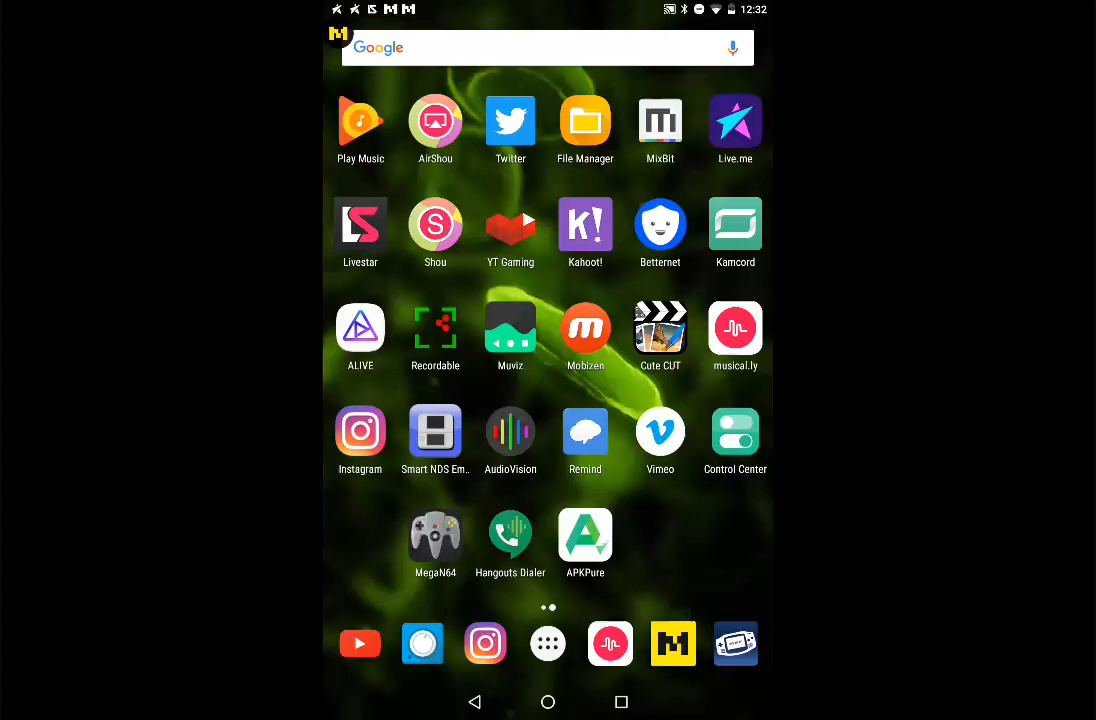 12:32
Google
Play Music AirShou Twitter File Manager MixBit Live.me
Livestar Shou YT Gaming Kahoot! Betternet Kamcord
ALIVE Recordable Muviz Mobizen Cute CUT musical.ly
Instagram Smart NDS Em.. AudioVision Remind Vimeo Control Center
MegaN64 Hangouts Dialer APKPure